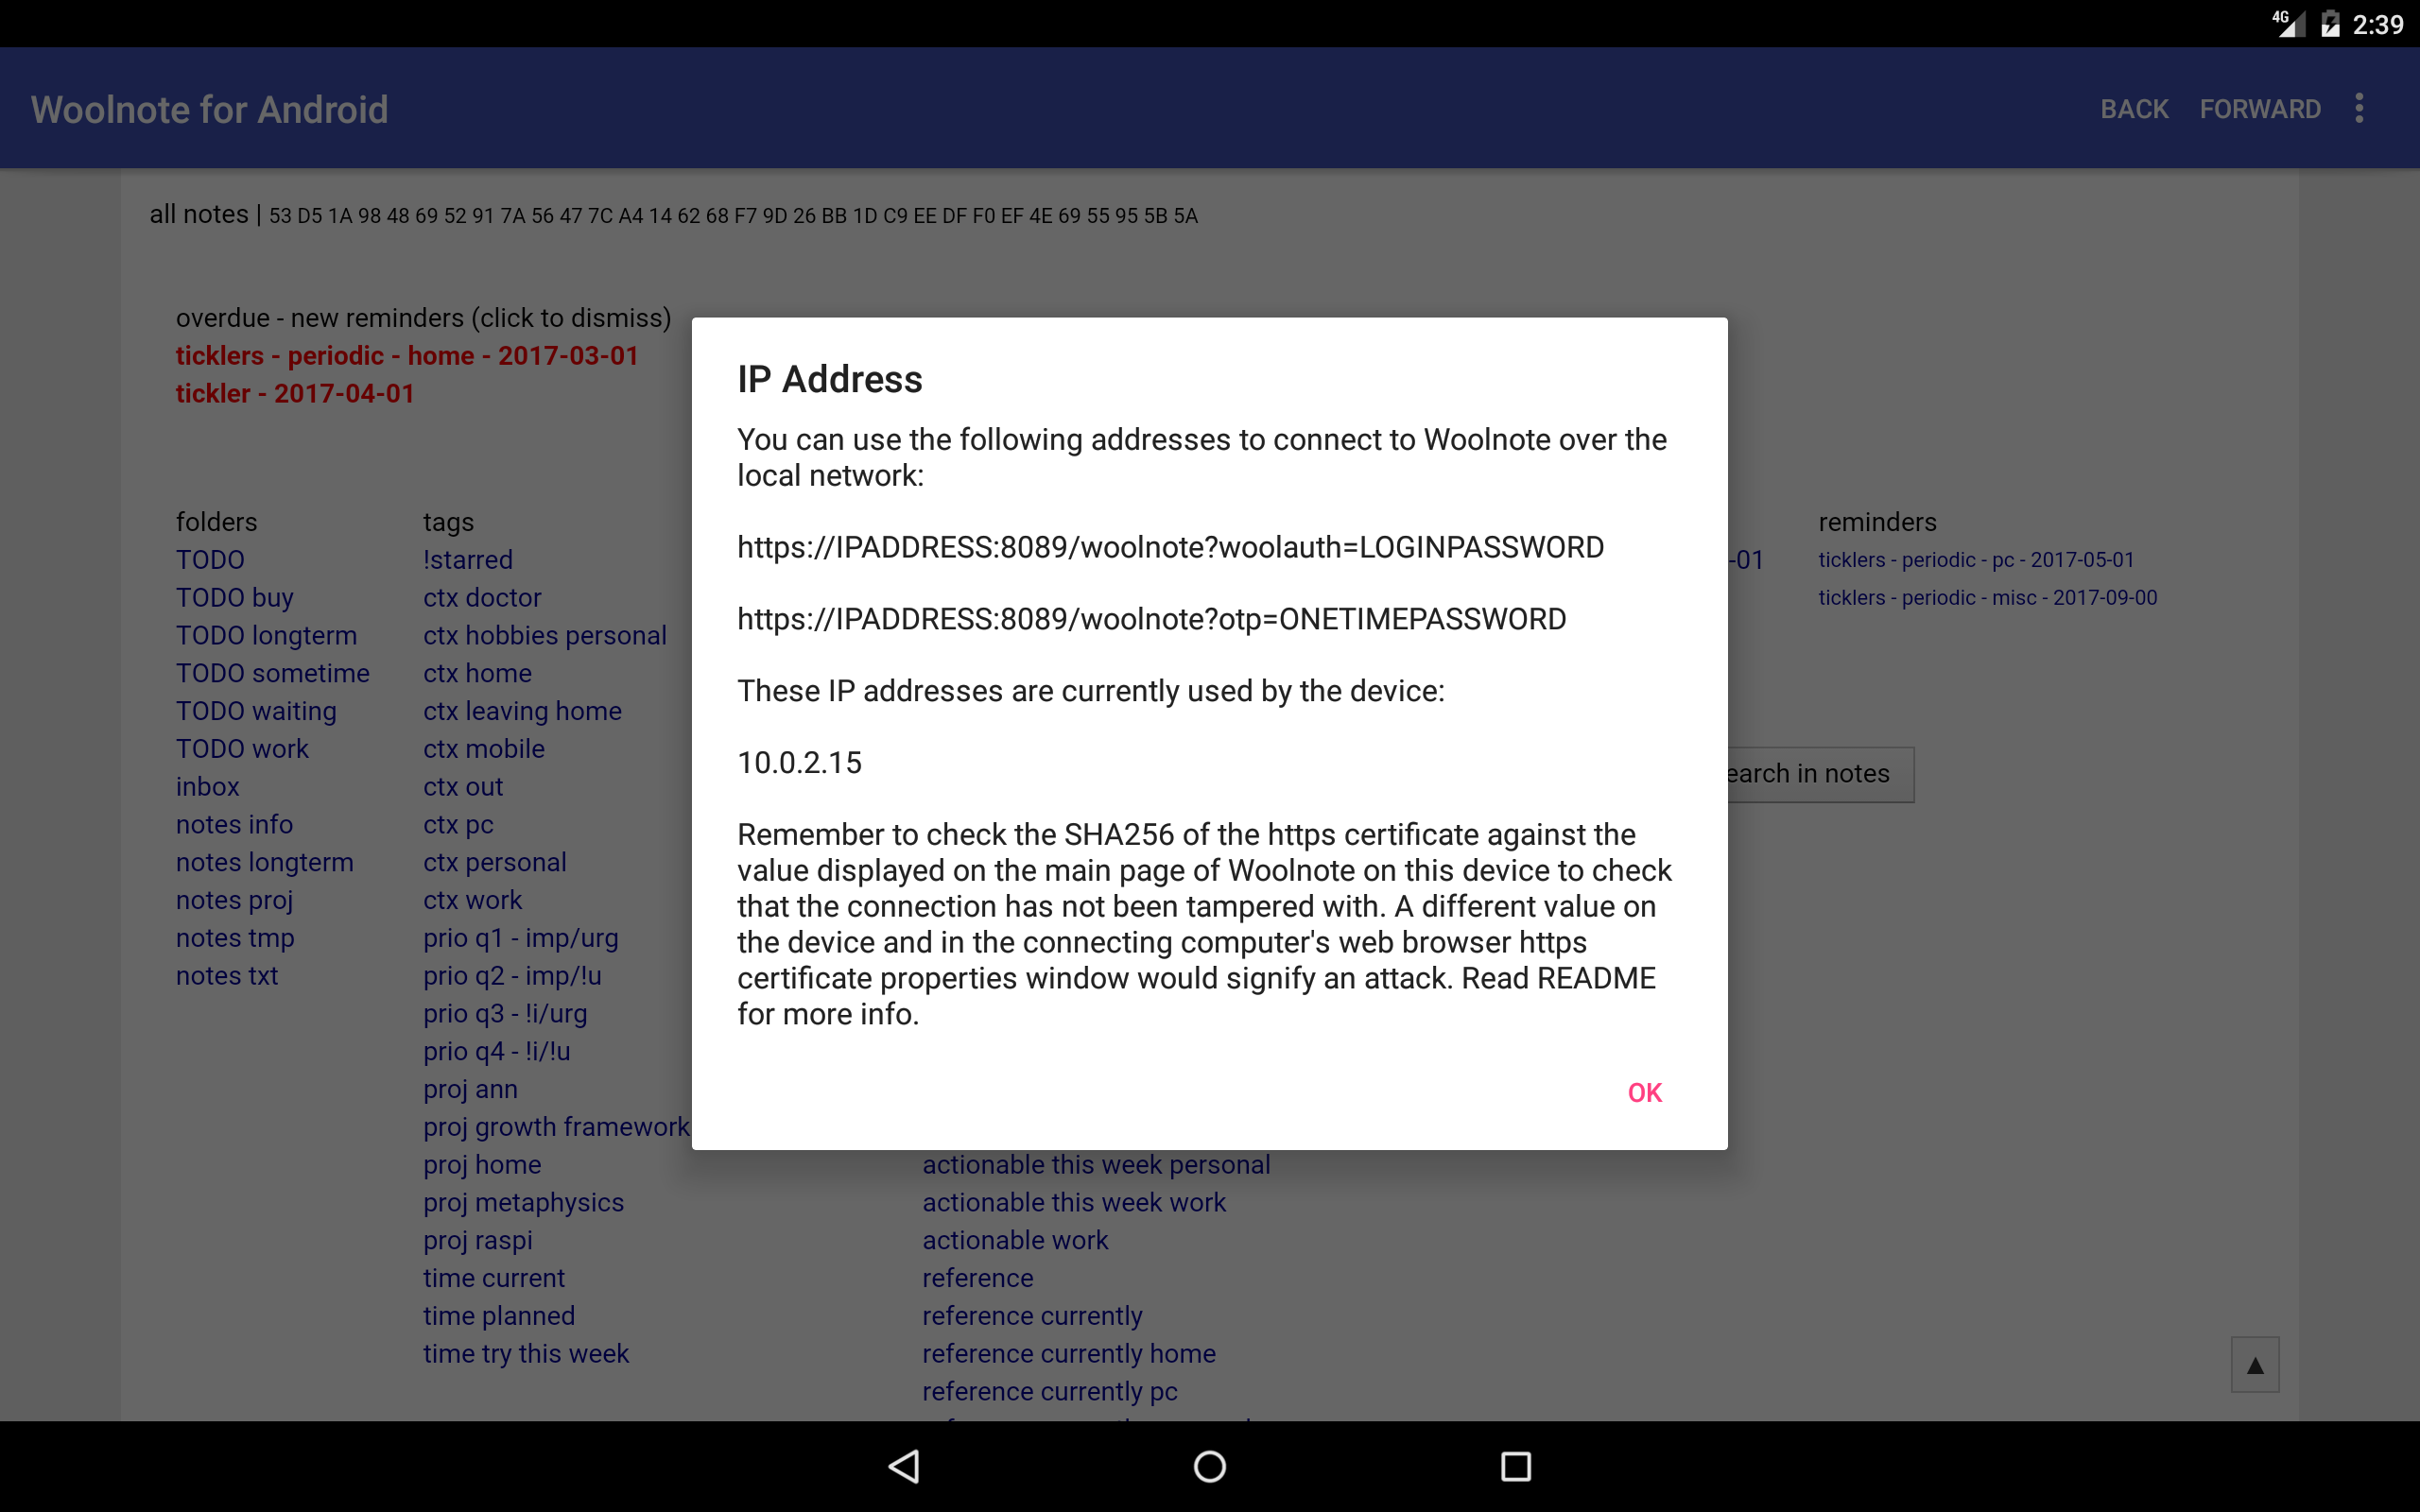 4G 2:39
Woolnote for Android
BACK FORWARD
all notes | 53 D5 1A 98 48 69 52 91 7A 56 47 7C A4 14 62 68 F7 9D 26 BB 1D C9 EE DF F0 EF 4E 69 55 95 5B 5A
overdue - new reminders (click to dismiss)
ticklers - periodic - home - 2017-03-01
tickler - 2017-04-01
folders
TODO
TODO buy
TODO longterm
TODO sometime
TODO waiting
TODO work
inbox
notes info
notes longterm
notes proj
notes tmp
notes txt
tags
!starred
ctx doctor
ctx hobbies personal
ctx home
ctx leaving home
ctx mobile
ctx out
ctx pc
ctx personal
ctx work
prio q1 - imp/urg
prio q2 - imp/!u
prio q3 - !i/urg
prio q4 - !i/!u
proj ann
proj growth framework
proj home
proj metaphysics
proj raspi
time current
time planned
time try this week
IP Address
You can use the following addresses to connect to Woolnote over the
local network:
https://IPADDRESS:8089/woolnote?woolauth=LOGINPASSWORD
https://IPADDRESS:8089/woolnote?otp=ONETIMEPASSWORD
These IP addresses are currently used by the device:
10.0.2.15
Remember to check the SHA256 of the https certificate against the
value displayed on the main page of Woolnote on this device to check
that the connection has not been tampered with. A different value on
the device and in the connecting computer's web browser https
certificate properties window would signify an attack. Read README
for more info.
OK
actionable this week personal
actionable this week work
actionable work
reference
reference currently
reference currently home
reference currently pc
-01
reminders
ticklers - periodic - pc - 2017-05-01
ticklers - periodic - misc - 2017-09-00
earch in notes
▲